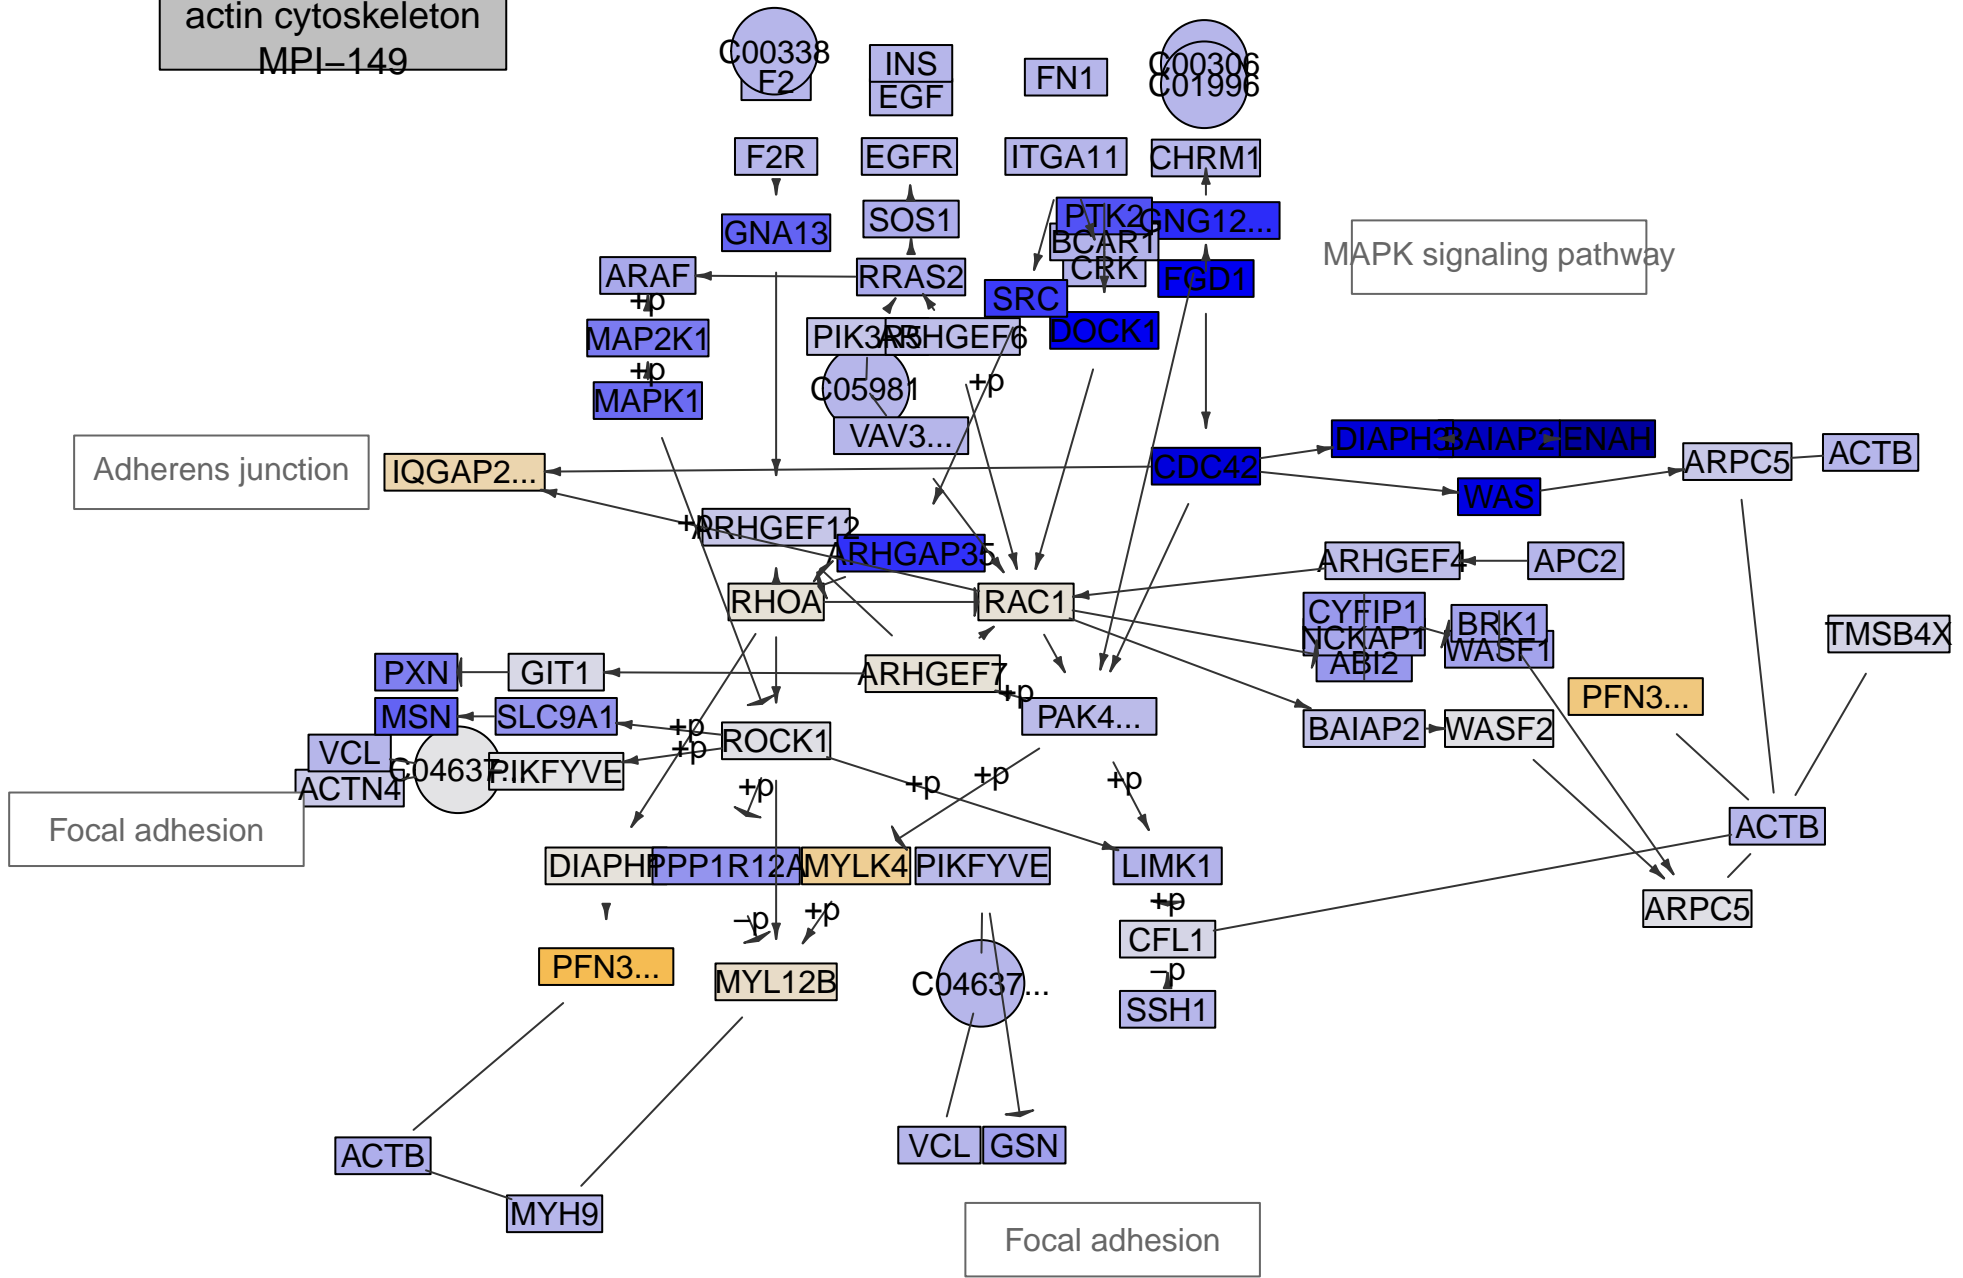 actin cytoskeleton
MPI–149
C00338
F2
INS
EGF
FN1
C00306
C01996
F2R
EGFR
ITGA11
CHRM1
GNA13
SOS1
PTK2
GNG12...
BCAR1
CRK
MAPK signaling pathway
ARAF
RRAS2
SRC
FGD1
+p
MAP2K1
PIK3R5
ARHGEF6
DOCK1
+p
MAPK1
C05981
+p
VAV3...
DIAPH3
BAIAP2
ENAH
ACTB
Adherens junction
IQGAP2...
CDC42
ARPC5
WAS
+p
ARHGEF12
ARHGAP35
ARHGEF4
APC2
RHOA
RAC1
CYFIP1
NCKAP1
ABI2
BRK1
WASF1
TMSB4X
PXN
GIT1
ARHGEF7
+p
PFN3...
MSN
SLC9A1
+p
PAK4...
BAIAP2
WASF2
VCL
ACTN4
C04637...
PIKFYVE
+p
ROCK1
+p
+p
+p
+p
Focal adhesion
ACTB
PPP1R12A
MYLK4
PIKFYVE
LIMK1
–p
+p
+p
ARPC5
CFL1
PFN3...
MYL12B
C04637...
–p
SSH1
ACTB
VCL
GSN
MYH9
Focal adhesion